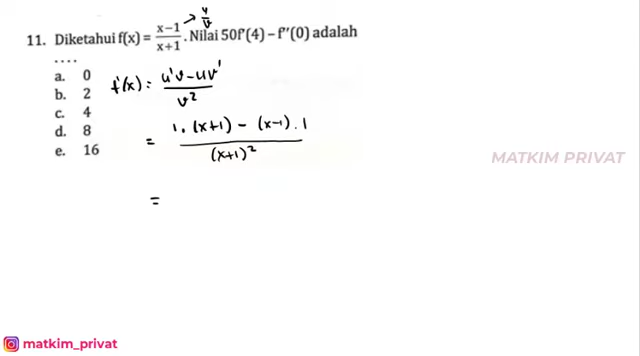 11. Diketahui f(x) = x−1/x+1 → u/v . Nilai 50f'(4) – f''(0) adalah
....
a. 0
b. 2
c. 4
d. 8
e. 16
f'(x) = u'v − uv' / v²
= 1 . (x+1) − (x−1) . 1 / (x+1)²
=
MATKIM PRIVAT
matkim_privat